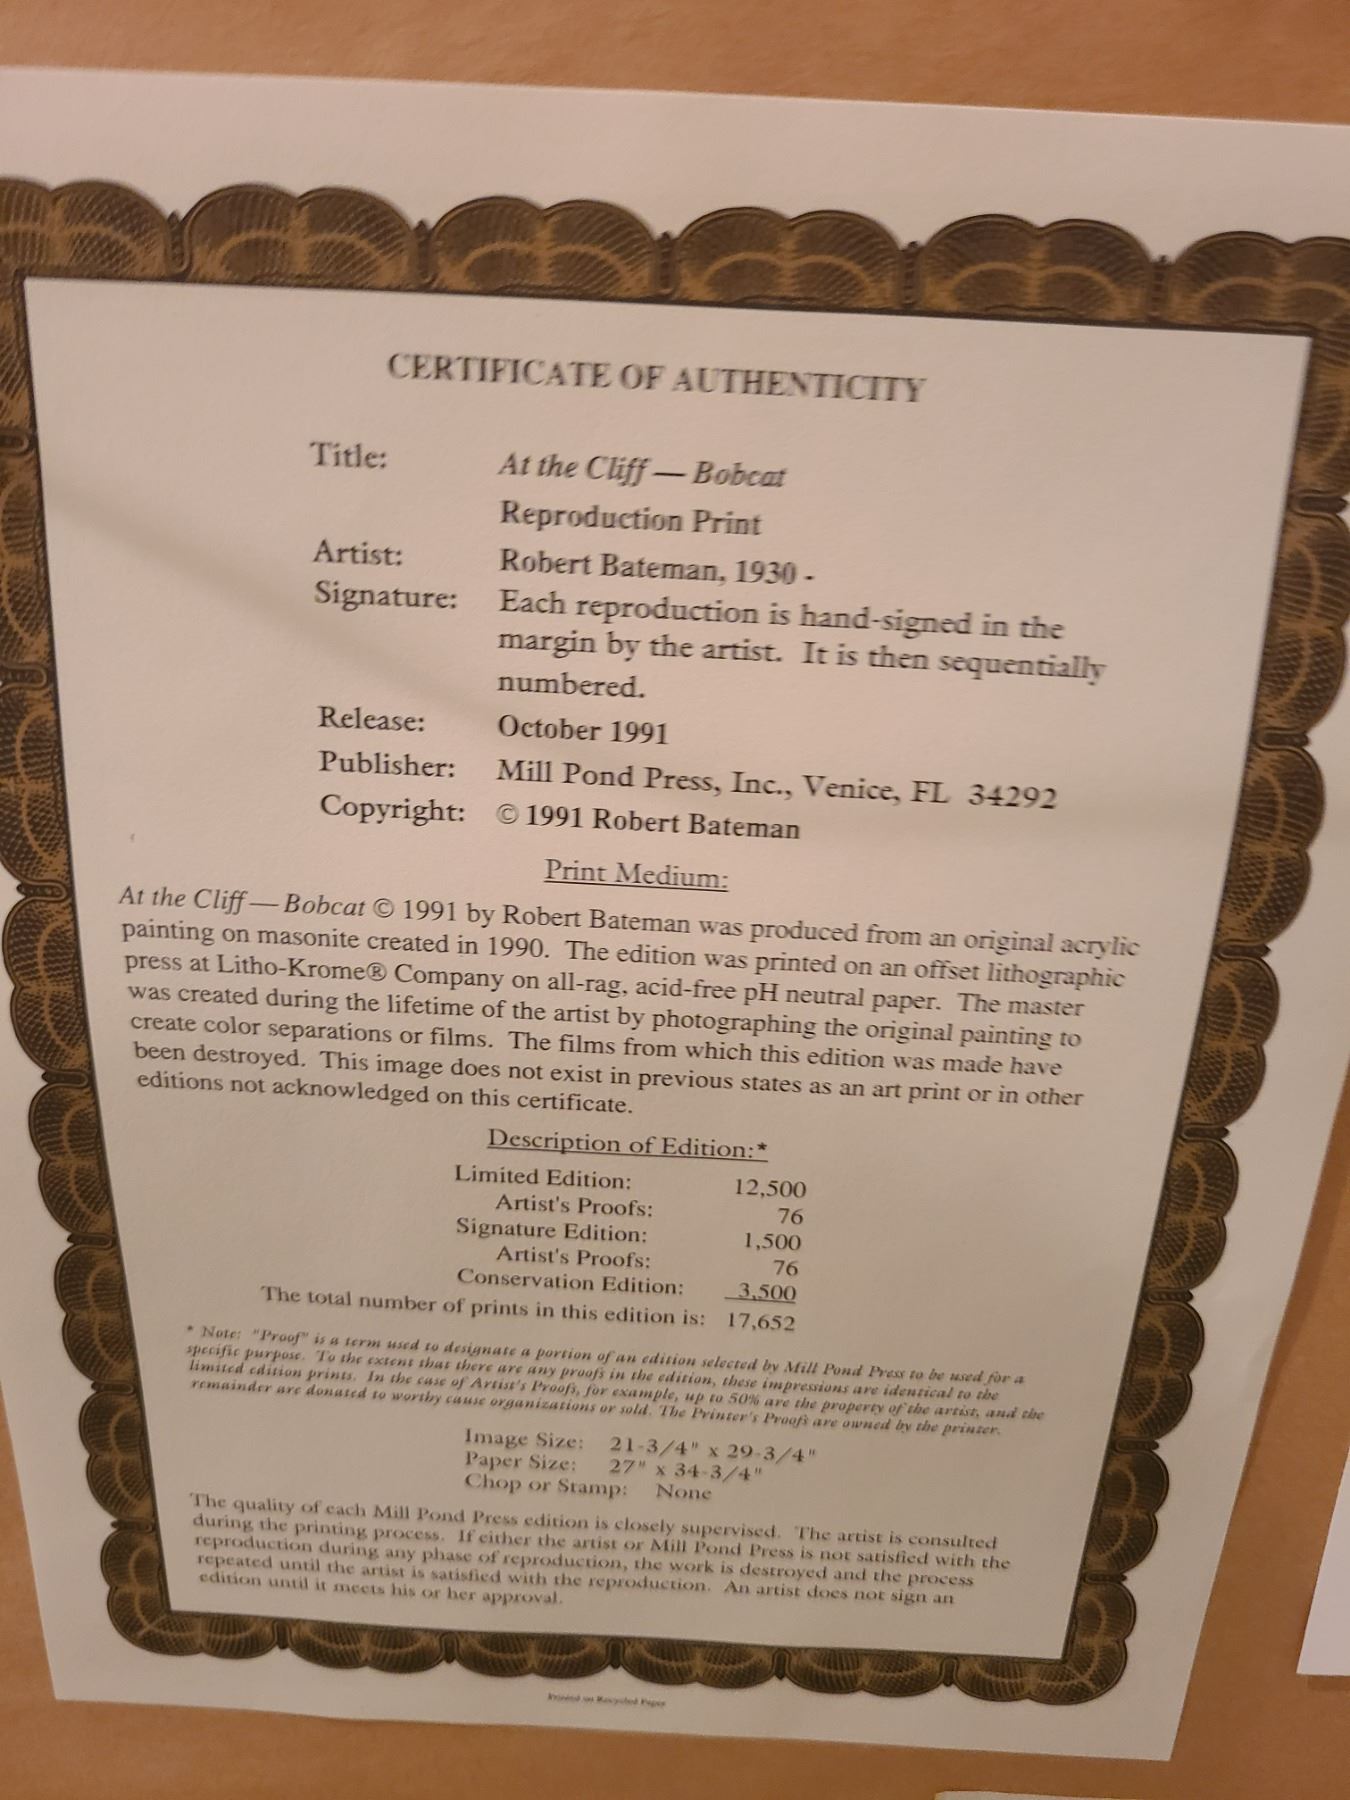 CERTIFICATE OF AUTHENTICITY
Title: At the Cliff — Bobcat
Reproduction Print
Artist: Robert Bateman, 1930 -
Signature: Each reproduction is hand-signed in the
margin by the artist. It is then sequentially
numbered.
Release: October 1991
Publisher: Mill Pond Press, Inc., Venice, FL 34292
Copyright: © 1991 Robert Bateman
Print Medium:
At the Cliff — Bobcat © 1991 by Robert Bateman was produced from an original acrylic
painting on masonite created in 1990. The edition was printed on an offset lithographic
press at Litho-Krome® Company on all-rag, acid-free pH neutral paper. The master
was created during the lifetime of the artist by photographing the original painting to
create color separations or films. The films from which this edition was made have
been destroyed. This image does not exist in previous states as an art print or in other
editions not acknowledged on this certificate.
Description of Edition:*
Limited Edition: 12,500
Artist's Proofs: 76
Signature Edition: 1,500
Artist's Proofs: 76
Conservation Edition: 3,500
The total number of prints in this edition is: 17,652
* Note: "Proof" is a term used to designate a portion of an edition selected by Mill Pond Press to be used for a
specific purpose. To the extent that there are any proofs in the edition, these impressions are identical to the
limited edition prints. In the case of Artist's Proofs, for example, up to 50% are the property of the artist, and the
remainder are donated to worthy cause organizations or sold. The Printer's Proofs are owned by the printer.
Image Size: 21-3/4" x 29-3/4"
Paper Size: 27" x 34-3/4"
Chop or Stamp: None
The quality of each Mill Pond Press edition is closely supervised. The artist is consulted
during the printing process. If either the artist or Mill Pond Press is not satisfied with the
reproduction during any phase of reproduction, the work is destroyed and the process
repeated until the artist is satisfied with the reproduction. An artist does not sign an
edition until it meets his or her approval.
Printed on Recycled Paper